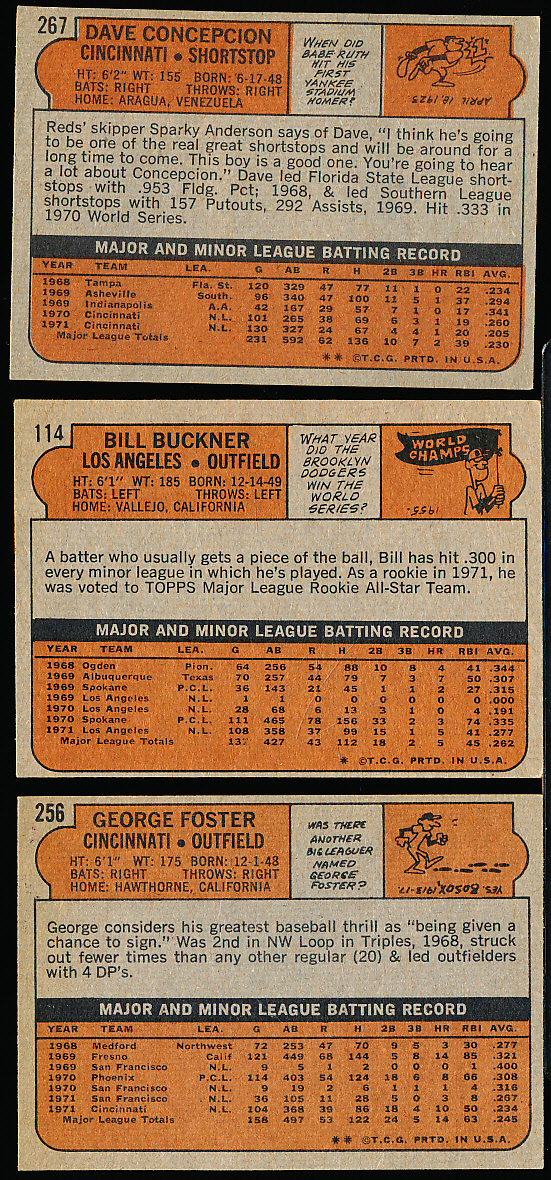 267
DAVE CONCEPCION
CINCINNATI • SHORTSTOP
HT: 6'2" WT: 155 BORN: 6-17-48
BATS: RIGHT THROWS: RIGHT
HOME: ARAGUA, VENEZUELA
WHEN DID
BABE RUTH
HIT HIS
FIRST
YANKEE
STADIUM
HOMER?
APRIL 18, 1923
Reds' skipper Sparky Anderson says of Dave, "I think he's going
to be one of the real great shortstops and will be around for a
long time to come. This boy is a good one. You're going to hear
a lot about Concepcion." Dave led Florida State League short-
stops with .953 Fldg. Pct; 1968, & led Southern League
shortstops with 157 Putouts, 292 Assists, 1969. Hit .333 in
1970 World Series.
MAJOR AND MINOR LEAGUE BATTING RECORD
YEAR TEAM LEA. G AB R H 2B 3B HR RBI AVG.
1968 Tampa Fla. St. 120 329 47 77 11 1 0 22 .234
1969 Asheville South. 96 340 47 100 11 5 1 37 .294
1969 Indianapolis A.A. 42 167 29 57 7 1 0 17 .341
1970 Cincinnati N.L. 101 265 38 69 6 3 1 19 .260
1971 Cincinnati N.L. 130 327 24 67 4 4 1 20 .205
Major League Totals 231 592 62 136 10 7 2 39 .230
** ©T.C.G. PRTD. IN U.S.A.
114
BILL BUCKNER
LOS ANGELES • OUTFIELD
HT: 6'1" WT: 185 BORN: 12-14-49
BATS: LEFT THROWS: LEFT
HOME: VALLEJO, CALIFORNIA
WHAT YEAR
DID THE
BROOKLYN
DODGERS
WIN THE
WORLD
SERIES?
WORLD
CHAMPS
1955.
A batter who usually gets a piece of the ball, Bill has hit .300 in
every minor league in which he's played. As a rookie in 1971, he
was voted to TOPPS Major League Rookie All-Star Team.
MAJOR AND MINOR LEAGUE BATTING RECORD
YEAR TEAM LEA. G AB R H 2B 3B HR RBI AVG.
1968 Ogden Pion. 64 256 54 88 10 8 4 41 .344
1969 Albuquerque Texas 70 257 44 79 7 3 7 50 .307
1969 Spokane P.C.L. 36 143 21 45 1 1 2 27 .315
1969 Los Angeles N.L. 1 1 0 0 0 0 0 0 .000
1970 Los Angeles N.L. 28 68 6 13 3 1 0 4 .191
1970 Spokane P.C.L. 111 465 78 156 33 2 3 74 .335
1971 Los Angeles N.L. 108 358 37 99 15 1 5 41 .277
Major League Totals 427 43 112 18 2 5 45 .262
* ©T.C.G. PRTD. IN U.S.A.
256
GEORGE FOSTER
CINCINNATI • OUTFIELD
HT: 6'1" WT: 175 BORN: 12-1-48
BATS: RIGHT THROWS: RIGHT
HOME: HAWTHORNE, CALIFORNIA
WAS THERE
ANOTHER
BIG LEAGUER
NAMED
GEORGE
FOSTER?
YES. BOSOX, 1913-17
George considers his greatest baseball thrill as "being given a
chance to sign." Was 2nd in NW Loop in Triples, 1968, struck
out fewer times than any other regular (20) & led outfielders
with 4 DP's.
MAJOR AND MINOR LEAGUE BATTING RECORD
YEAR TEAM LEA. G AB R H 2B 3B HR RBI AVG.
1968 Medford Northwest 72 253 47 70 9 5 3 30 .277
1969 Fresno Calif 121 449 68 144 5 8 14 85 .321
1969 San Francisco N.L. 9 5 1 2 0 0 0 1 .400
1970 Phoenix P.C.L. 114 403 54 124 18 6 8 66 .308
1970 San Francisco N.L. 9 19 2 6 1 1 1 4 .316
1971 San Francisco N.L. 36 105 11 28 5 0 3 8 .267
1971 Cincinnati N.L. 104 368 39 86 18 4 10 50 .234
Major League Totals 158 497 53 122 24 5 14 63 .245
** ©T.C.G. PRTD. IN U.S.A.